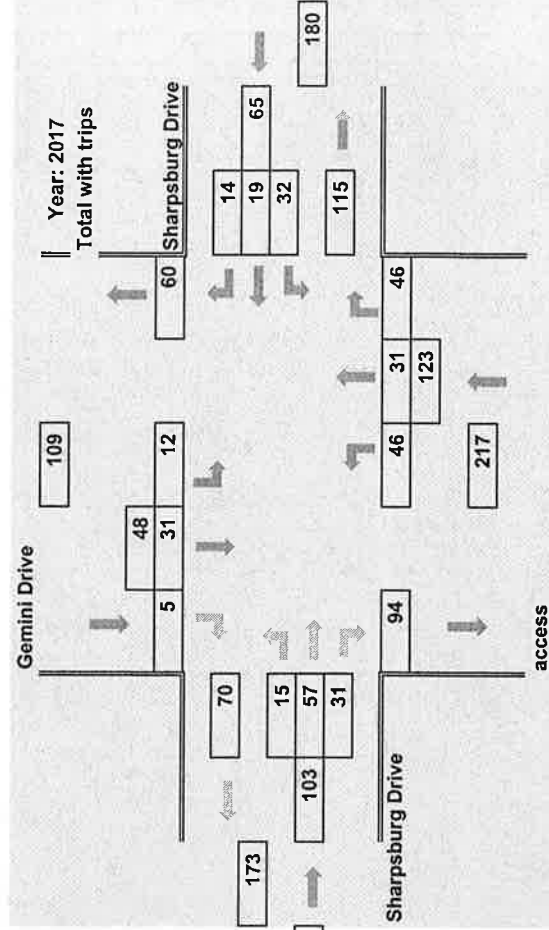 Year: 2017
Total with trips
Gemini Drive
109
Sharpsburg Drive
48
5 31 12
60
180
70
14
173
15
19 65
103 57
32
31
115
94
46 31 46
123
217
Sharpsburg Drive
access